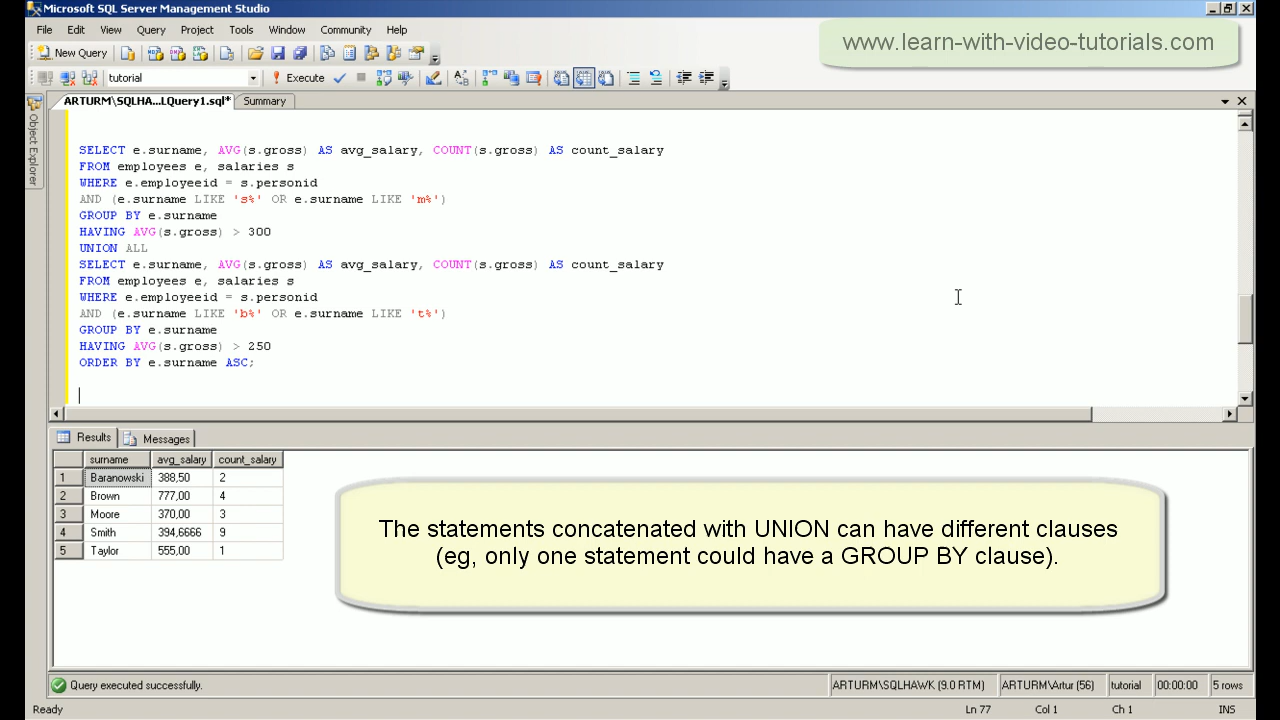 Microsoft SQL Server Management Studio
File Edit View Query Project Tools Window Community Help
www.learn-with-video-tutorials.com
New Query
tutorial Execute
ARTURM\SQLHA...LQuery1.sql* Summary
Object Explorer
SELECT e.surname, AVG(s.gross) AS avg_salary, COUNT(s.gross) AS count_salary
FROM employees e, salaries s
WHERE e.employeeid = s.personid
AND (e.surname LIKE 's%' OR e.surname LIKE 'm%')
GROUP BY e.surname
HAVING AVG(s.gross) > 300
UNION ALL
SELECT e.surname, AVG(s.gross) AS avg_salary, COUNT(s.gross) AS count_salary
FROM employees e, salaries s
WHERE e.employeeid = s.personid
AND (e.surname LIKE 'b%' OR e.surname LIKE 't%')
GROUP BY e.surname
HAVING AVG(s.gross) > 250
ORDER BY e.surname ASC;
Results Messages
surname avg_salary count_salary
1 Baranowski 388,50 2
2 Brown 777,00 4
3 Moore 370,00 3
4 Smith 394,6666 9
5 Taylor 555,00 1
The statements concatenated with UNION can have different clauses
(eg, only one statement could have a GROUP BY clause).
Query executed successfully. ARTURM\SQLHAWK (9.0 RTM) ARTURM\Artur (56) tutorial 00:00:00 5 rows
Ready Ln 77 Col 1 Ch 1 INS